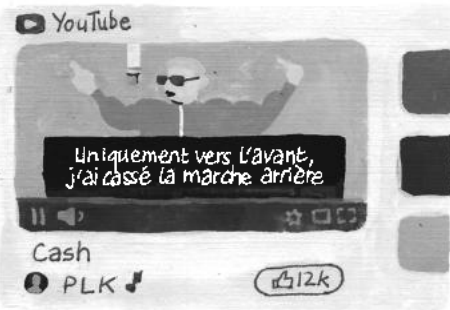 YouTube
Uniquement vers l'avant,
j'ai cassé la marche arrière
Cash
PLK
12k